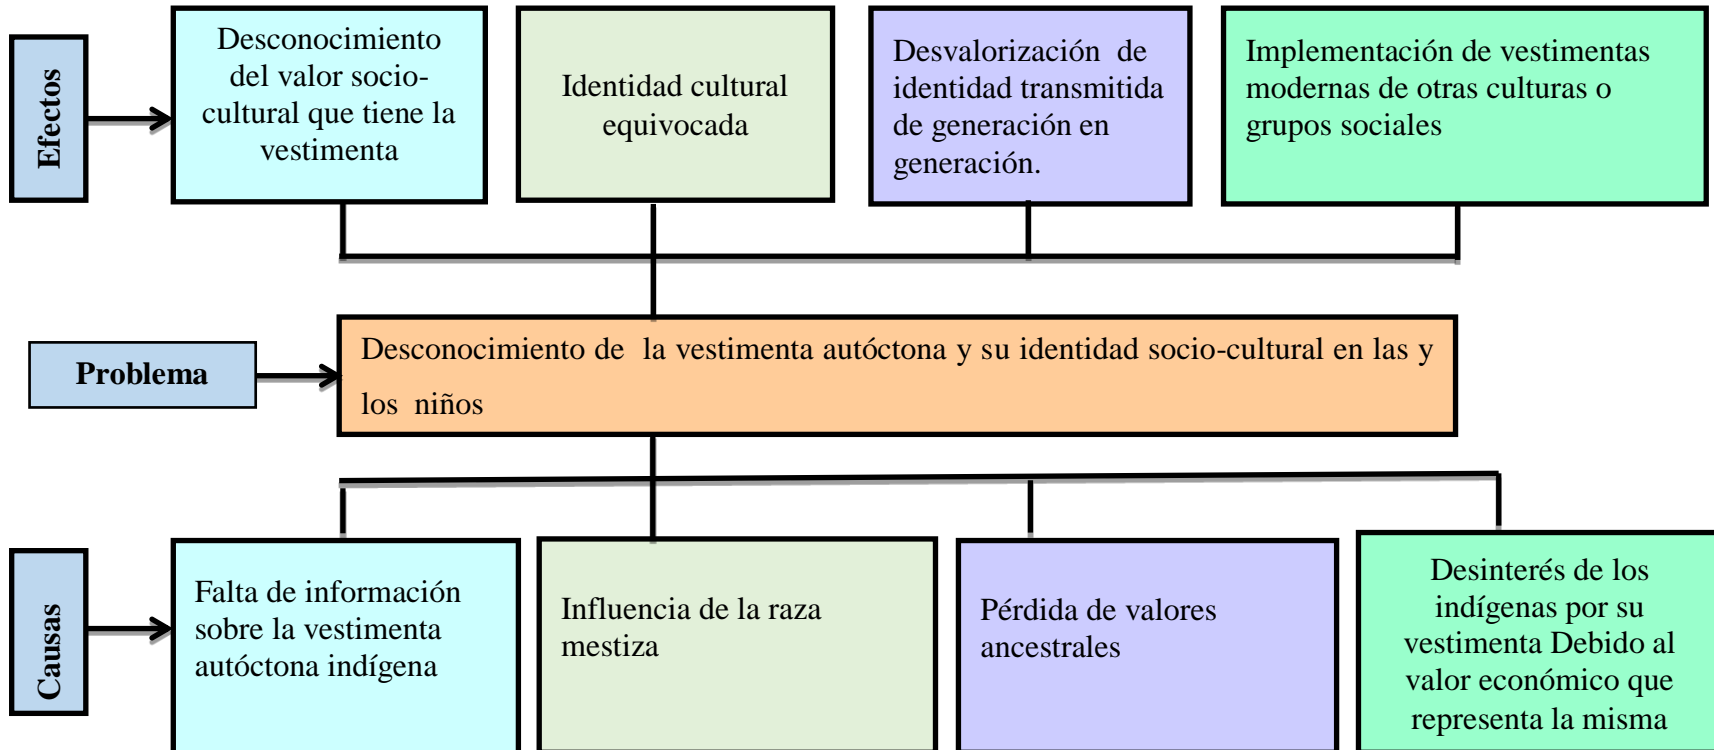 Efectos
Desconocimiento
del valor socio-
cultural que tiene la
vestimenta
Identidad cultural
equivocada
Desvalorización de
identidad transmitida
de generación en
generación.
Implementación de vestimentas
modernas de otras culturas o
grupos sociales
Problema
Desconocimiento de la vestimenta autóctona y su identidad socio-cultural en las y
los niños
Causas
Falta de información
sobre la vestimenta
autóctona indígena
Influencia de la raza
mestiza
Pérdida de valores
ancestrales
Desinterés de los
indígenas por su
vestimenta Debido al
valor económico que
representa la misma